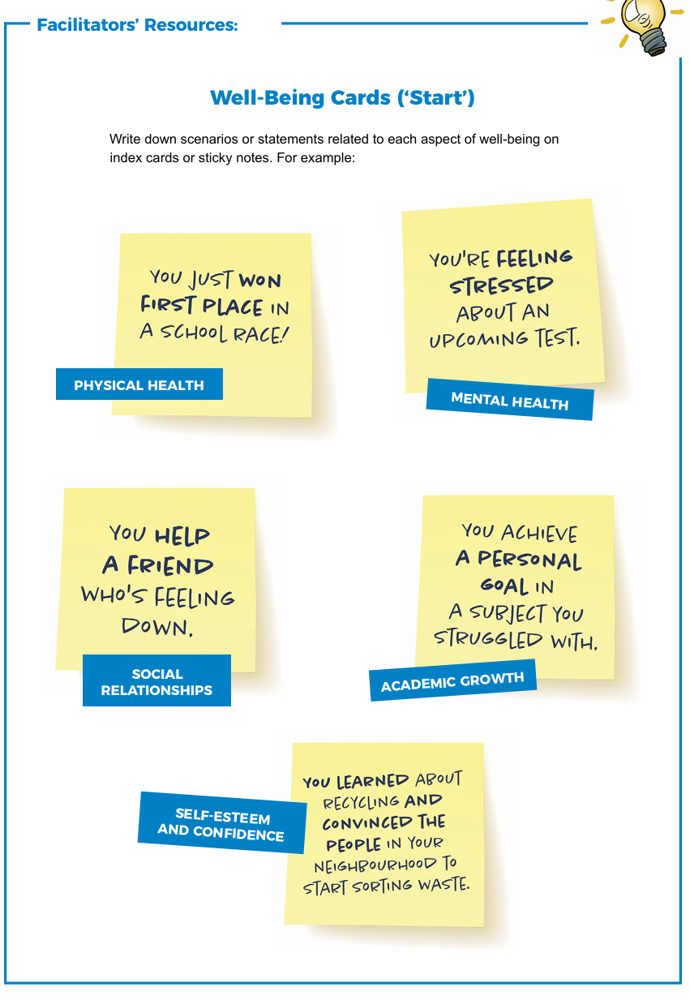 Facilitators’ Resources:
Well-Being Cards (‘Start’)
Write down scenarios or statements related to each aspect of well-being on
index cards or sticky notes. For example:
YOU JUST WON
FIRST PLACE IN
A SCHOOL RACE!
PHYSICAL HEALTH
YOU'RE FEELING
STRESSED
ABOUT AN
UPCOMING TEST.
MENTAL HEALTH
YOU HELP
A FRIEND
WHO'S FEELING
DOWN.
SOCIAL
RELATIONSHIPS
YOU ACHIEVE
A PERSONAL
GOAL IN
A SUBJECT YOU
STRUGGLED WITH.
ACADEMIC GROWTH
YOU LEARNED ABOUT
RECYCLING AND
CONVINCED THE
PEOPLE IN YOUR
NEIGHBOURHOOD TO
START SORTING WASTE.
SELF-ESTEEM
AND CONFIDENCE